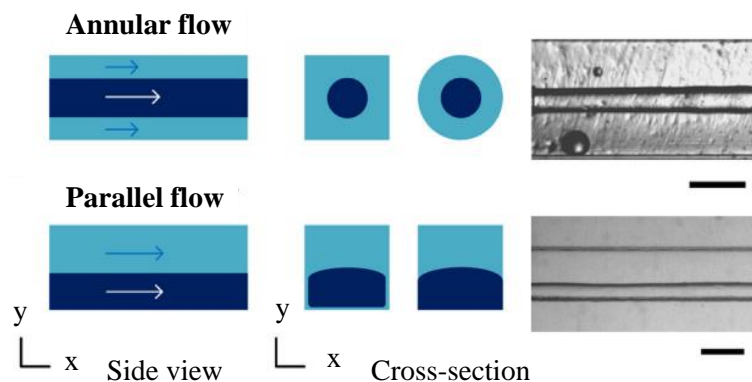 Annular flow
Parallel flow
y
x
Side view
y
x
Cross-section